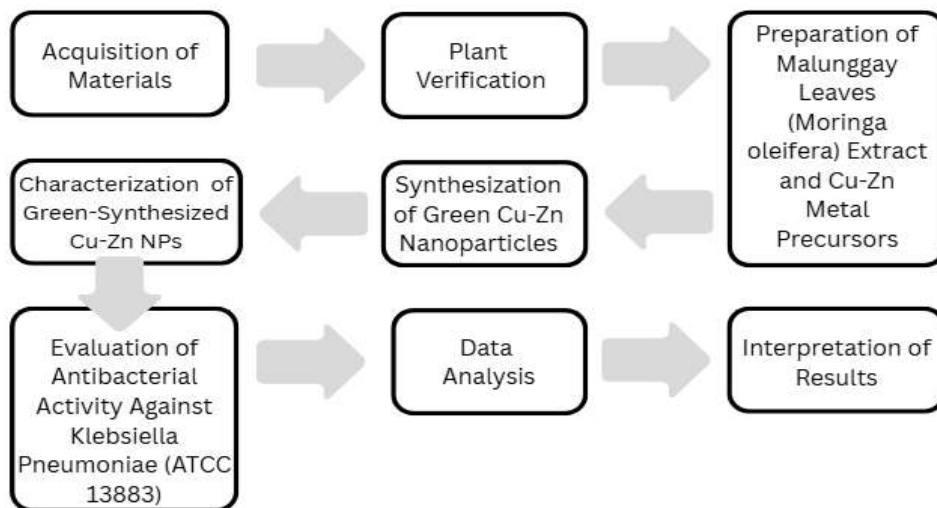 Acquisition of
Materials
Plant
Verification
Preparation of
Malunggay
Leaves
(Moringa
oleifera) Extract
and Cu-Zn
Metal
Precursors
Synthesization
of Green Cu-Zn
Nanoparticles
Characterization of
Green-Synthesized
Cu-Zn NPs
Evaluation of
Antibacterial
Activity Against
Klebsiella
Pneumoniae (ATCC
13883)
Data
Analysis
Interpretation of
Results